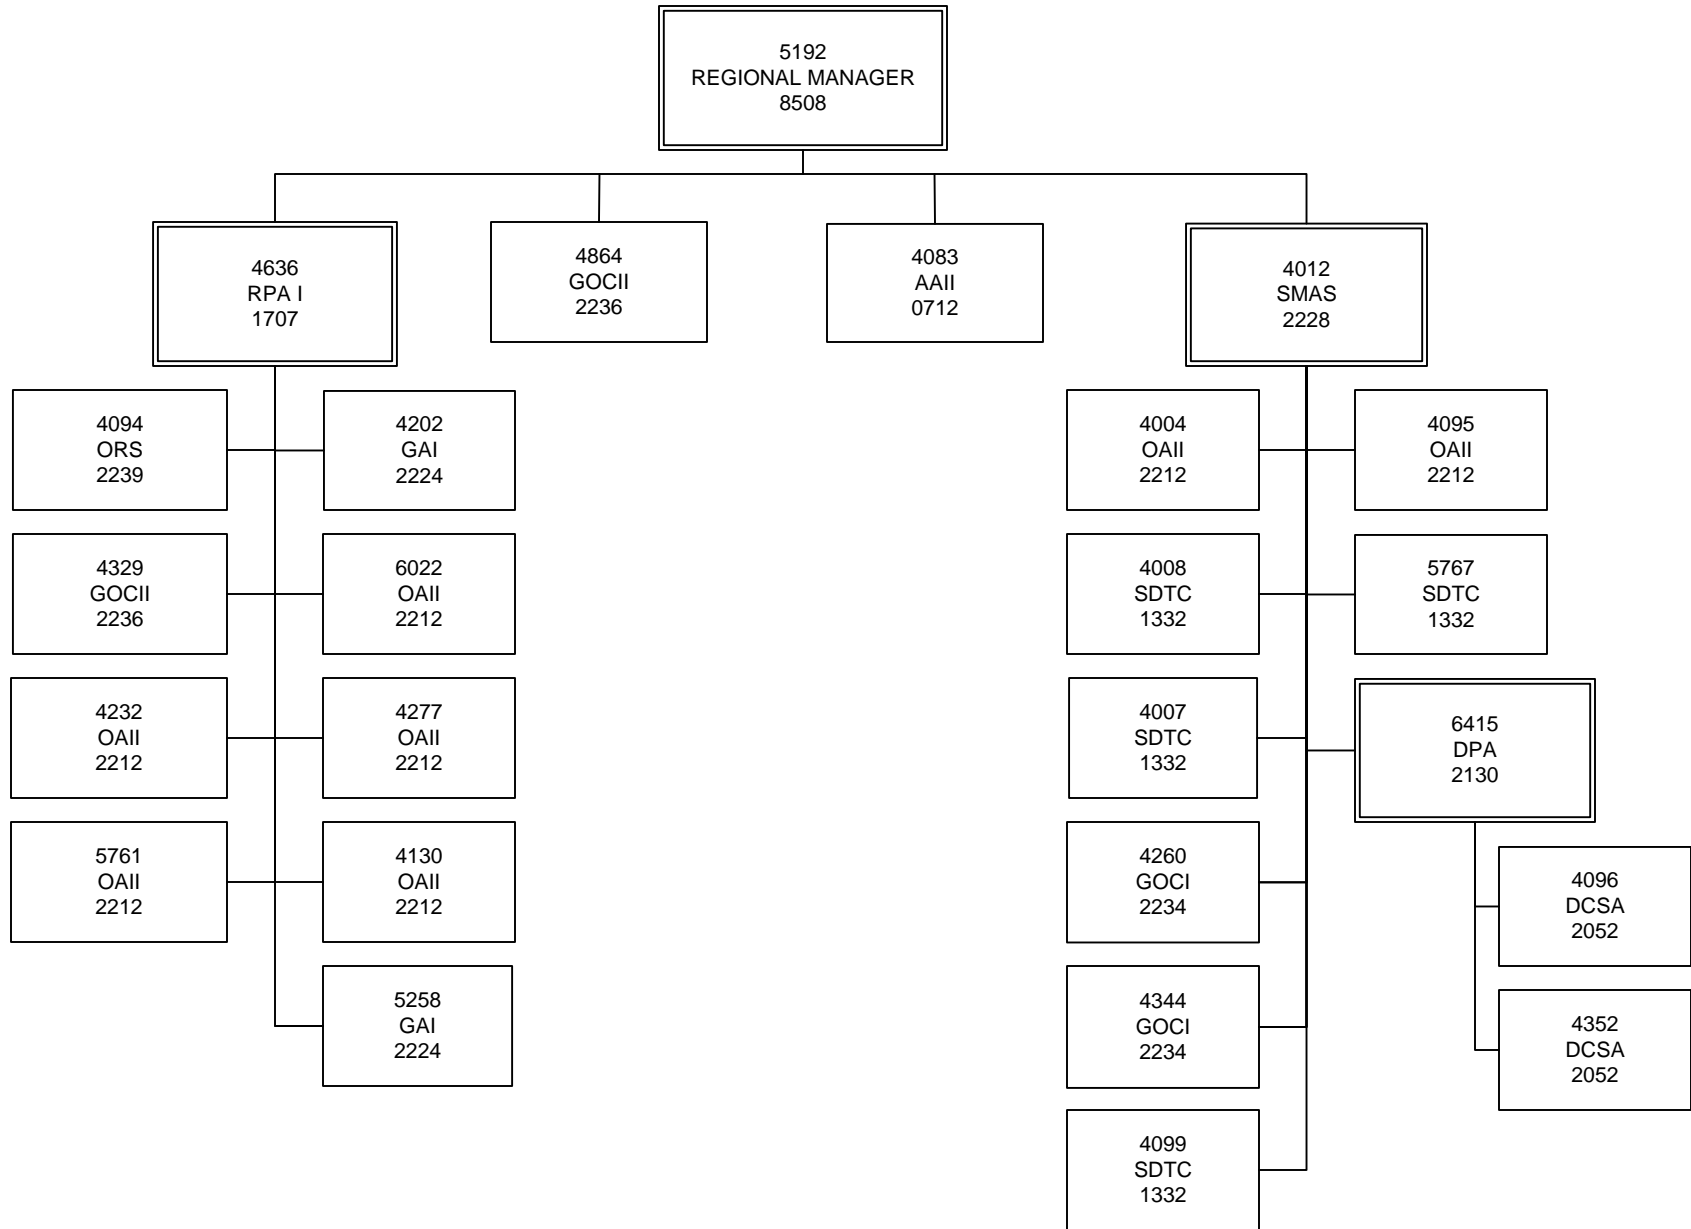 5192
REGIONAL MANAGER
8508
4636
RPA I
1707
4864
GOCII
2236
4083
AAII
0712
4012
SMAS
2228
4094
ORS
2239
4202
GAI
2224
4329
GOCII
2236
6022
OAII
2212
4232
OAII
2212
4277
OAII
2212
5761
OAII
2212
4130
OAII
2212
5258
GAI
2224
4004
OAII
2212
4095
OAII
2212
4008
SDTC
1332
5767
SDTC
1332
4007
SDTC
1332
6415
DPA
2130
4260
GOCI
2234
4096
DCSA
2052
4344
GOCI
2234
4352
DCSA
2052
4099
SDTC
1332